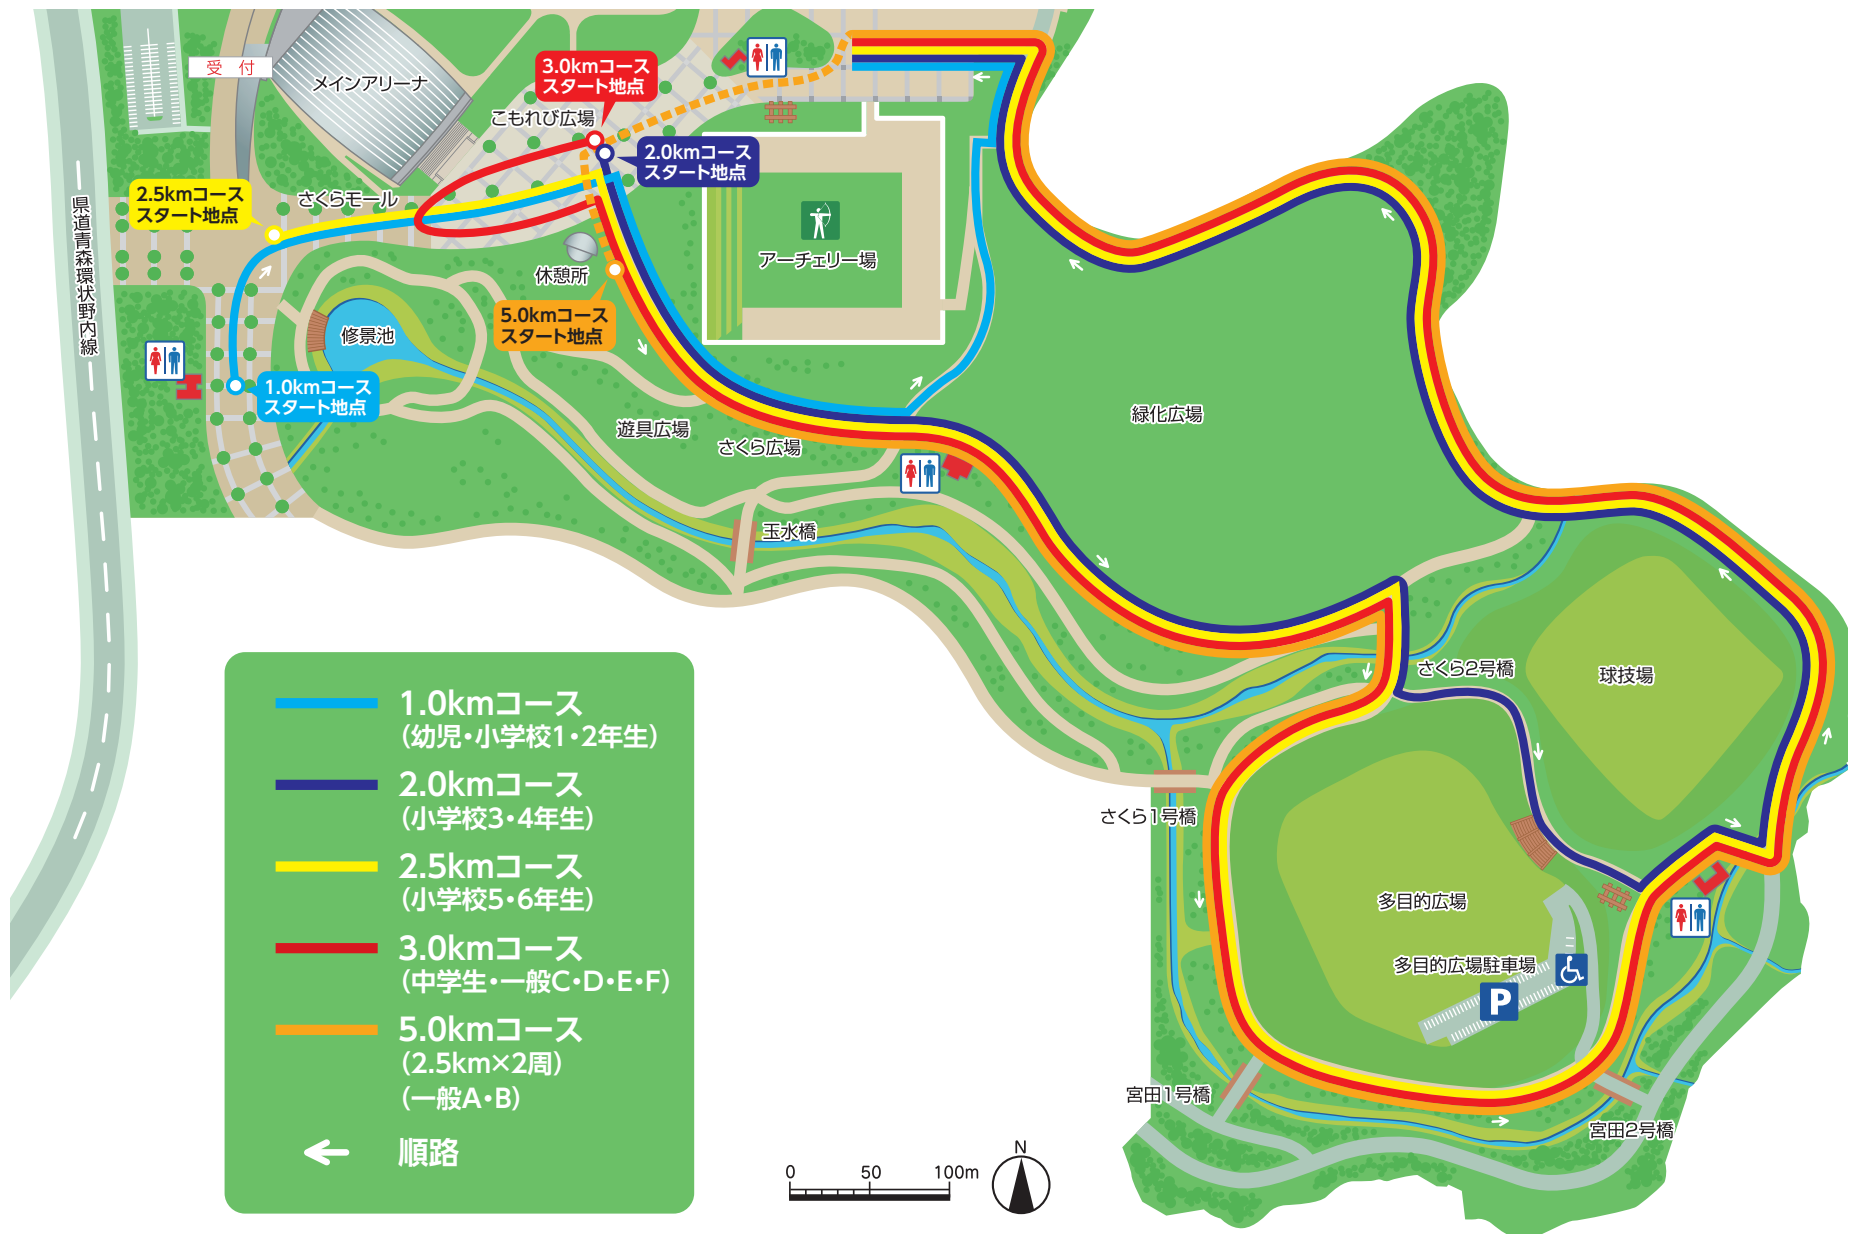 受 付
メインアリーナ
こもれび広場
3.0kmコース
スタート地点
2.0kmコース
スタート地点
2.5kmコース
スタート地点
さくらモール
県道青森環状野内線
休憩所
5.0kmコース
スタート地点
アーチェリー場
修景池
1.0kmコース
スタート地点
遊具広場
さくら広場
緑化広場
玉水橋
さくら2号橋
球技場
さくら1号橋
多目的広場
多目的広場駐車場
P
宮田1号橋
宮田2号橋
1.0kmコース
(幼児・小学校1・2年生)
2.0kmコース
(小学校3・4年生)
2.5kmコース
(小学校5・6年生)
3.0kmコース
(中学生・一般C・D・E・F)
5.0kmコース
(2.5km×2周)
(一般A・B)
順路
0 50 100m
N